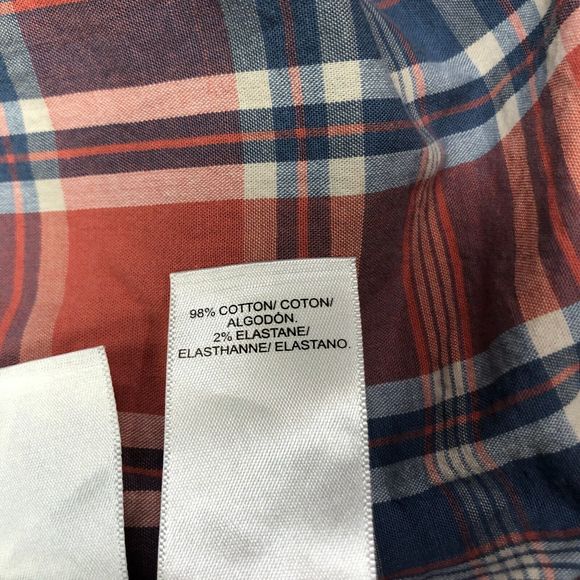 98% COTTON/ COTON/
ALGODÓN.
2% ELASTANE/
ELASTHANNE/ ELASTANO.